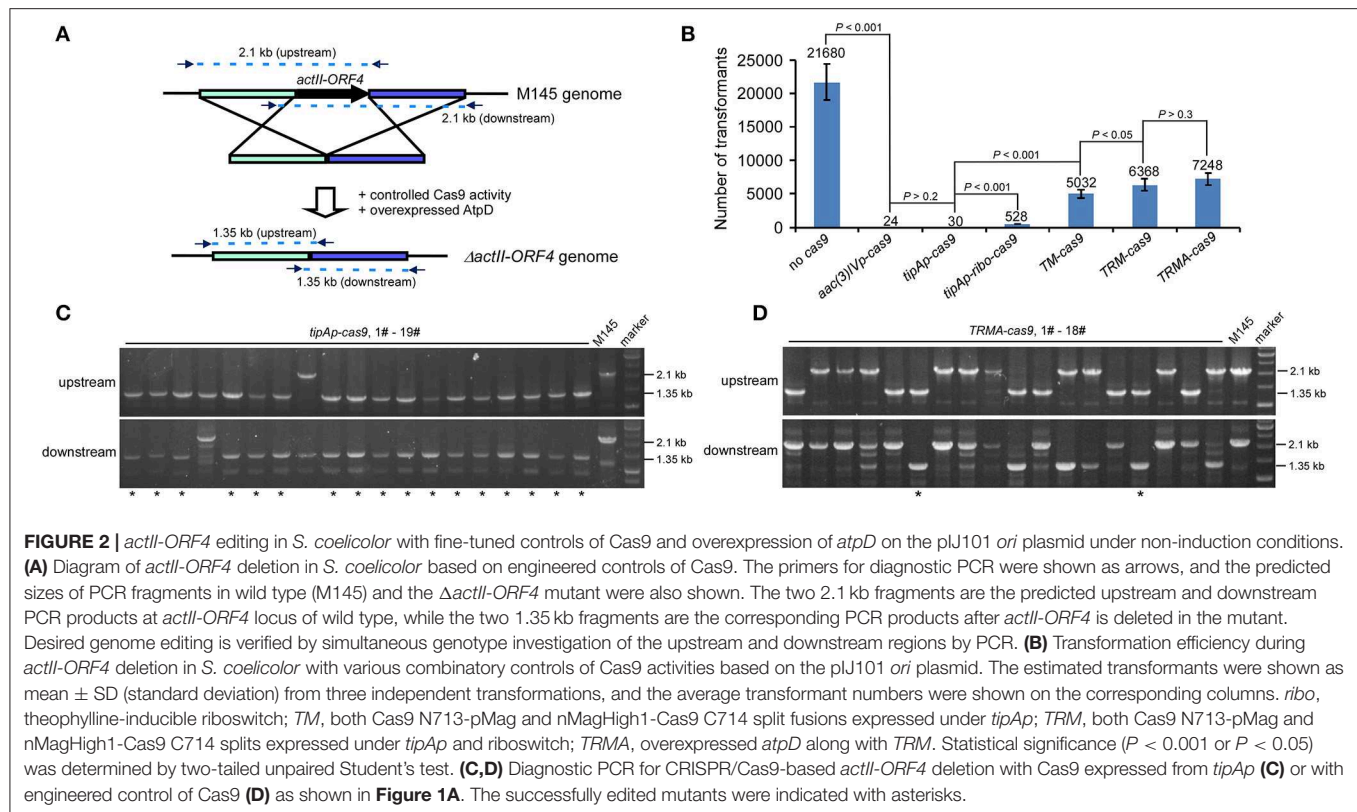 A
2.1 kb (upstream)
actII-ORF4
M145 genome
2.1 kb (downstream)
+ controlled Cas9 activity
+ overexpressed AtpD
1.35 kb (upstream)
ΔactII-ORF4 genome
1.35 kb (downstream)
B
Number of transformants
25000
20000
15000
10000
5000
0
P < 0.001
21680
P > 0.2
24
P < 0.001
30
P < 0.001
528
P < 0.05
5032
P > 0.3
6368
7248
no cas9
aac(3)IVp-cas9
tipAp-cas9
tipAp-ribo-cas9
TM-cas9
TRM-cas9
TRMA-cas9
C
tipAp-cas9, 1# - 19#
M145
marker
upstream
2.1 kb
1.35 kb
downstream
2.1 kb
1.35 kb
* * * * * * * * * * * * * * * * *
D
TRMA-cas9, 1# - 18#
M145
marker
upstream
2.1 kb
1.35 kb
downstream
2.1 kb
1.35 kb
* *
FIGURE 2 | actII-ORF4 editing in S. coelicolor with fine-tuned controls of Cas9 and overexpression of atpD on the pIJ101 ori plasmid under non-induction conditions.
(A) Diagram of actII-ORF4 deletion in S. coelicolor based on engineered controls of Cas9. The primers for diagnostic PCR were shown as arrows, and the predicted
sizes of PCR fragments in wild type (M145) and the ΔactII-ORF4 mutant were also shown. The two 2.1 kb fragments are the predicted upstream and downstream
PCR products at actII-ORF4 locus of wild type, while the two 1.35 kb fragments are the corresponding PCR products after actII-ORF4 is deleted in the mutant.
Desired genome editing is verified by simultaneous genotype investigation of the upstream and downstream regions by PCR. (B) Transformation efficiency during
actII-ORF4 deletion in S. coelicolor with various combinatory controls of Cas9 activities based on the pIJ101 ori plasmid. The estimated transformants were shown as
mean ± SD (standard deviation) from three independent transformations, and the average transformant numbers were shown on the corresponding columns. ribo,
theophylline-inducible riboswitch; TM, both Cas9 N713-pMag and nMagHigh1-Cas9 C714 split fusions expressed under tipAp; TRM, both Cas9 N713-pMag and
nMagHigh1-Cas9 C714 splits expressed under tipAp and riboswitch; TRMA, overexpressed atpD along with TRM. Statistical significance (P < 0.001 or P < 0.05)
was determined by two-tailed unpaired Student's test. (C,D) Diagnostic PCR for CRISPR/Cas9-based actII-ORF4 deletion with Cas9 expressed from tipAp (C) or with
engineered control of Cas9 (D) as shown in Figure 1A. The successfully edited mutants were indicated with asterisks.